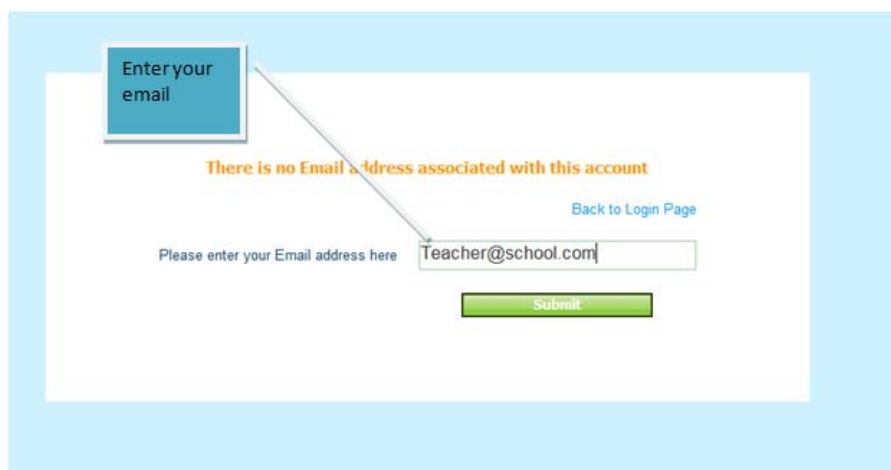 Enter your
email
There is no Email address associated with this account
Back to Login Page
Please enter your Email address here
Teacher@school.com
Submit